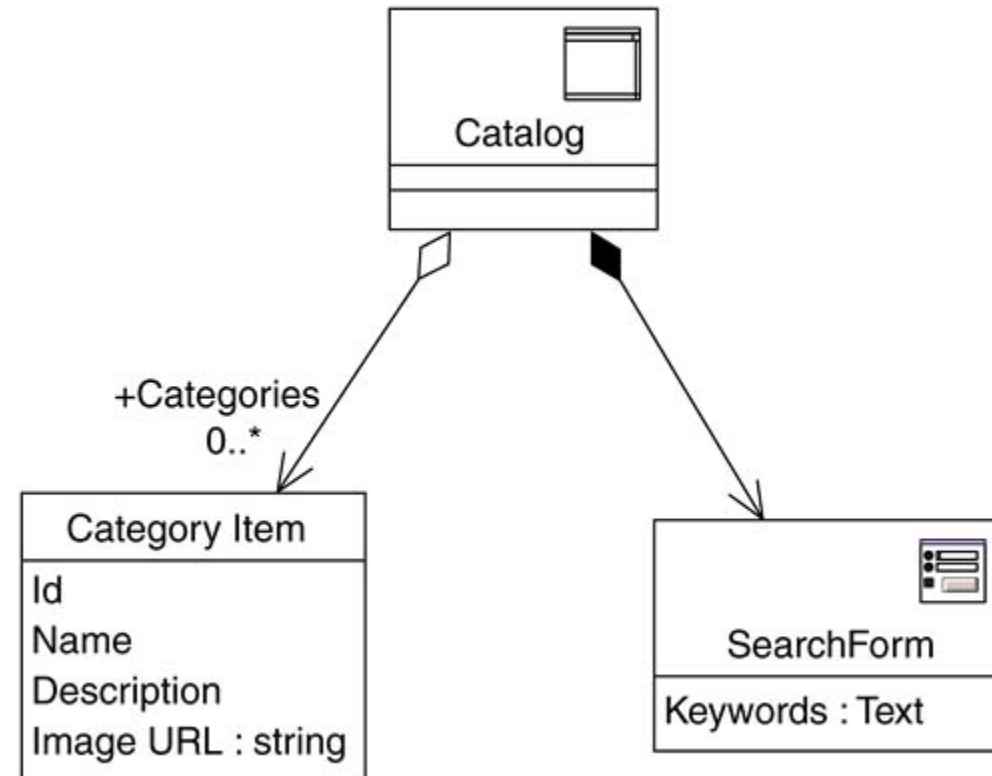 Catalog
+Categories
0..*
Category Item
Id
Name
Description
Image URL : string
SearchForm
Keywords : Text